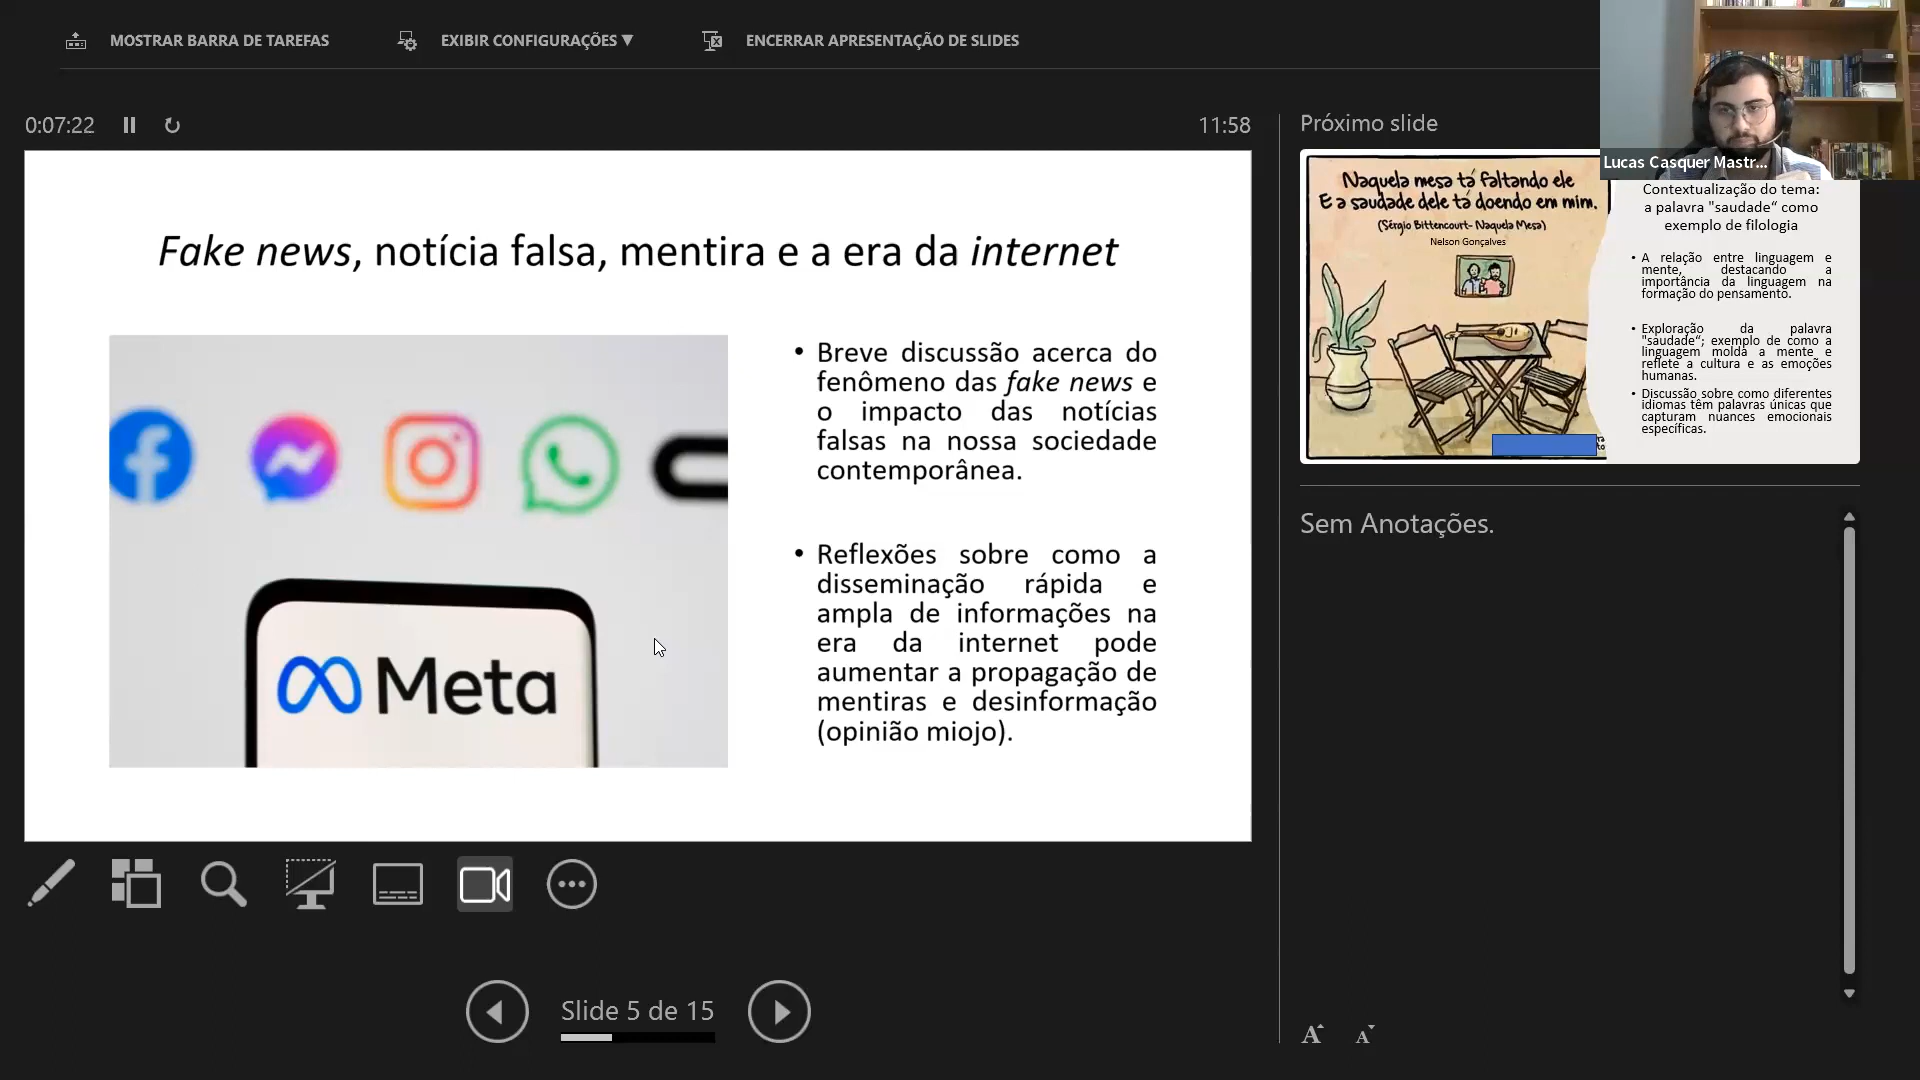 MOSTRAR BARRA DE TAREFAS
EXIBIR CONFIGURAÇÕES ▼
ENCERRAR APRESENTAÇÃO DE SLIDES
0:07:22
11:58
Fake news, notícia falsa, mentira e a era da internet
• Breve discussão acerca do
fenômeno das fake news e
o impacto das notícias
falsas na nossa sociedade
contemporânea.
• Reflexões sobre como a
disseminação rápida e
ampla de informações na
era da internet pode
aumentar a propagação de
mentiras e desinformação
(opinião miojo).
Meta
Slide 5 de 15
Próximo slide
Lucas Casquer Mastr...
Naquela mesa tá faltando ele
E a saudade dele tá doendo em mim.
(Sérgio Bittencourt- Naquela Mesa)
Nelson Gonçalves
Contextualização do tema:
a palavra "saudade“ como
exemplo de filologia
• A relação entre linguagem e
mente, destacando a
importância da linguagem na
formação do pensamento.
• Exploração da palavra
"saudade“; exemplo de como a
linguagem molda a mente e
reflete a cultura e as emoções
humanas.
• Discussão sobre como diferentes
idiomas têm palavras únicas que
capturam nuances emocionais
específicas.
Sem Anotações.
A A